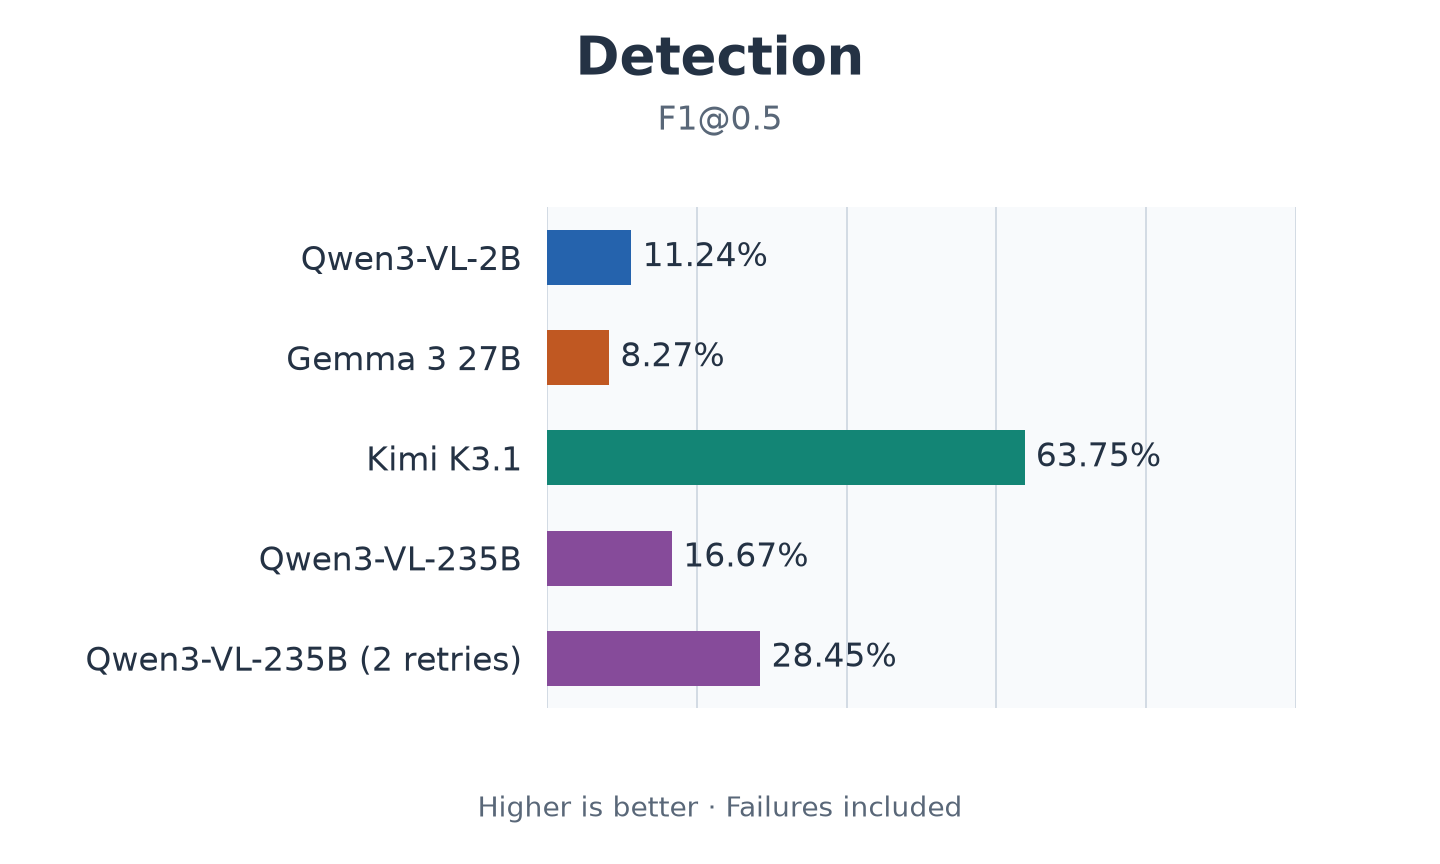 Detection
F1@0.5
Qwen3-VL-2B 11.24%
Gemma 3 27B 8.27%
Kimi K3.1 63.75%
Qwen3-VL-235B 16.67%
Qwen3-VL-235B (2 retries) 28.45%
Higher is better · Failures included